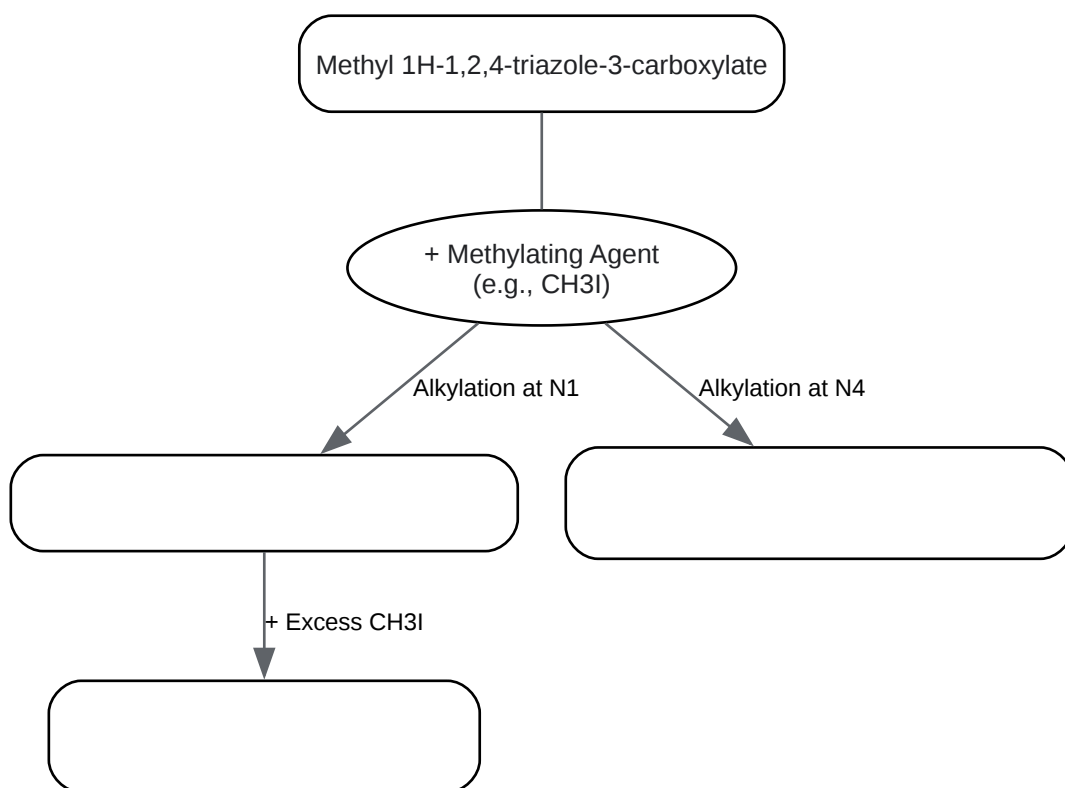 Methyl 1H-1,2,4-triazole-3-carboxylate
+ Methylating Agent
(e.g., CH3I)
Alkylation at N1
Alkylation at N4
+ Excess CH3I